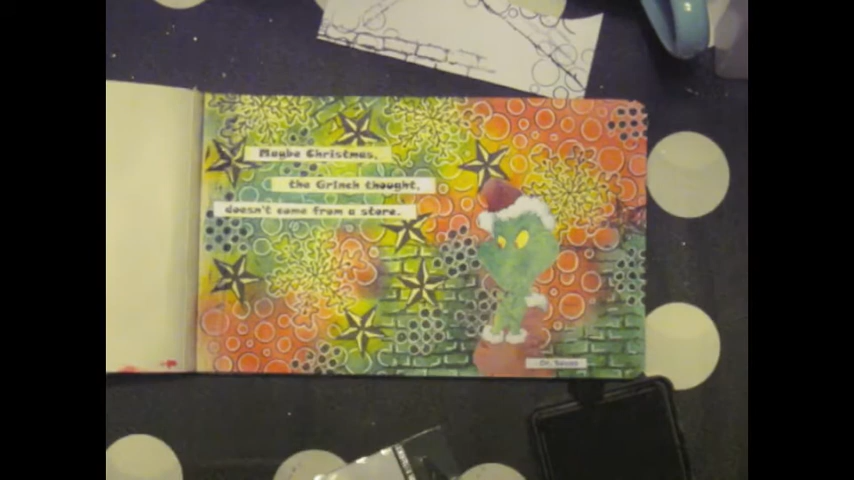 Maybe Christmas,
the Grinch thought,
doesn't come from a store.
Dr. Seuss